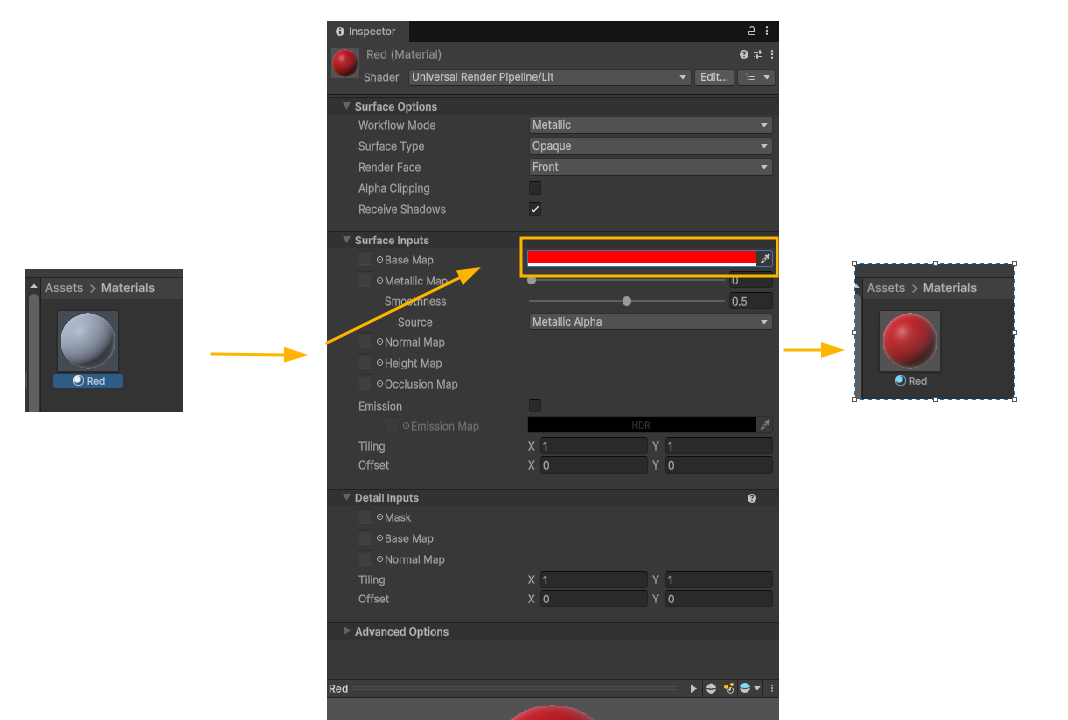 Assets > Materials
Red
Inspector
Red (Material)
Shader Universal Render Pipeline/Lit Edit...
Surface Options
Workflow Mode Metallic
Surface Type Opaque
Render Face Front
Alpha Clipping
Receive Shadows
Surface Inputs
Base Map
Metallic Map 0
Smoothness 0.5
Source Metallic Alpha
Normal Map
Height Map
Occlusion Map
Emission
Emission Map HDR
Tiling X 1 Y 1
Offset X 0 Y 0
Detail Inputs
Mask
Base Map
Normal Map
Tiling X 1 Y 1
Offset X 0 Y 0
Advanced Options
Red
Assets > Materials
Red